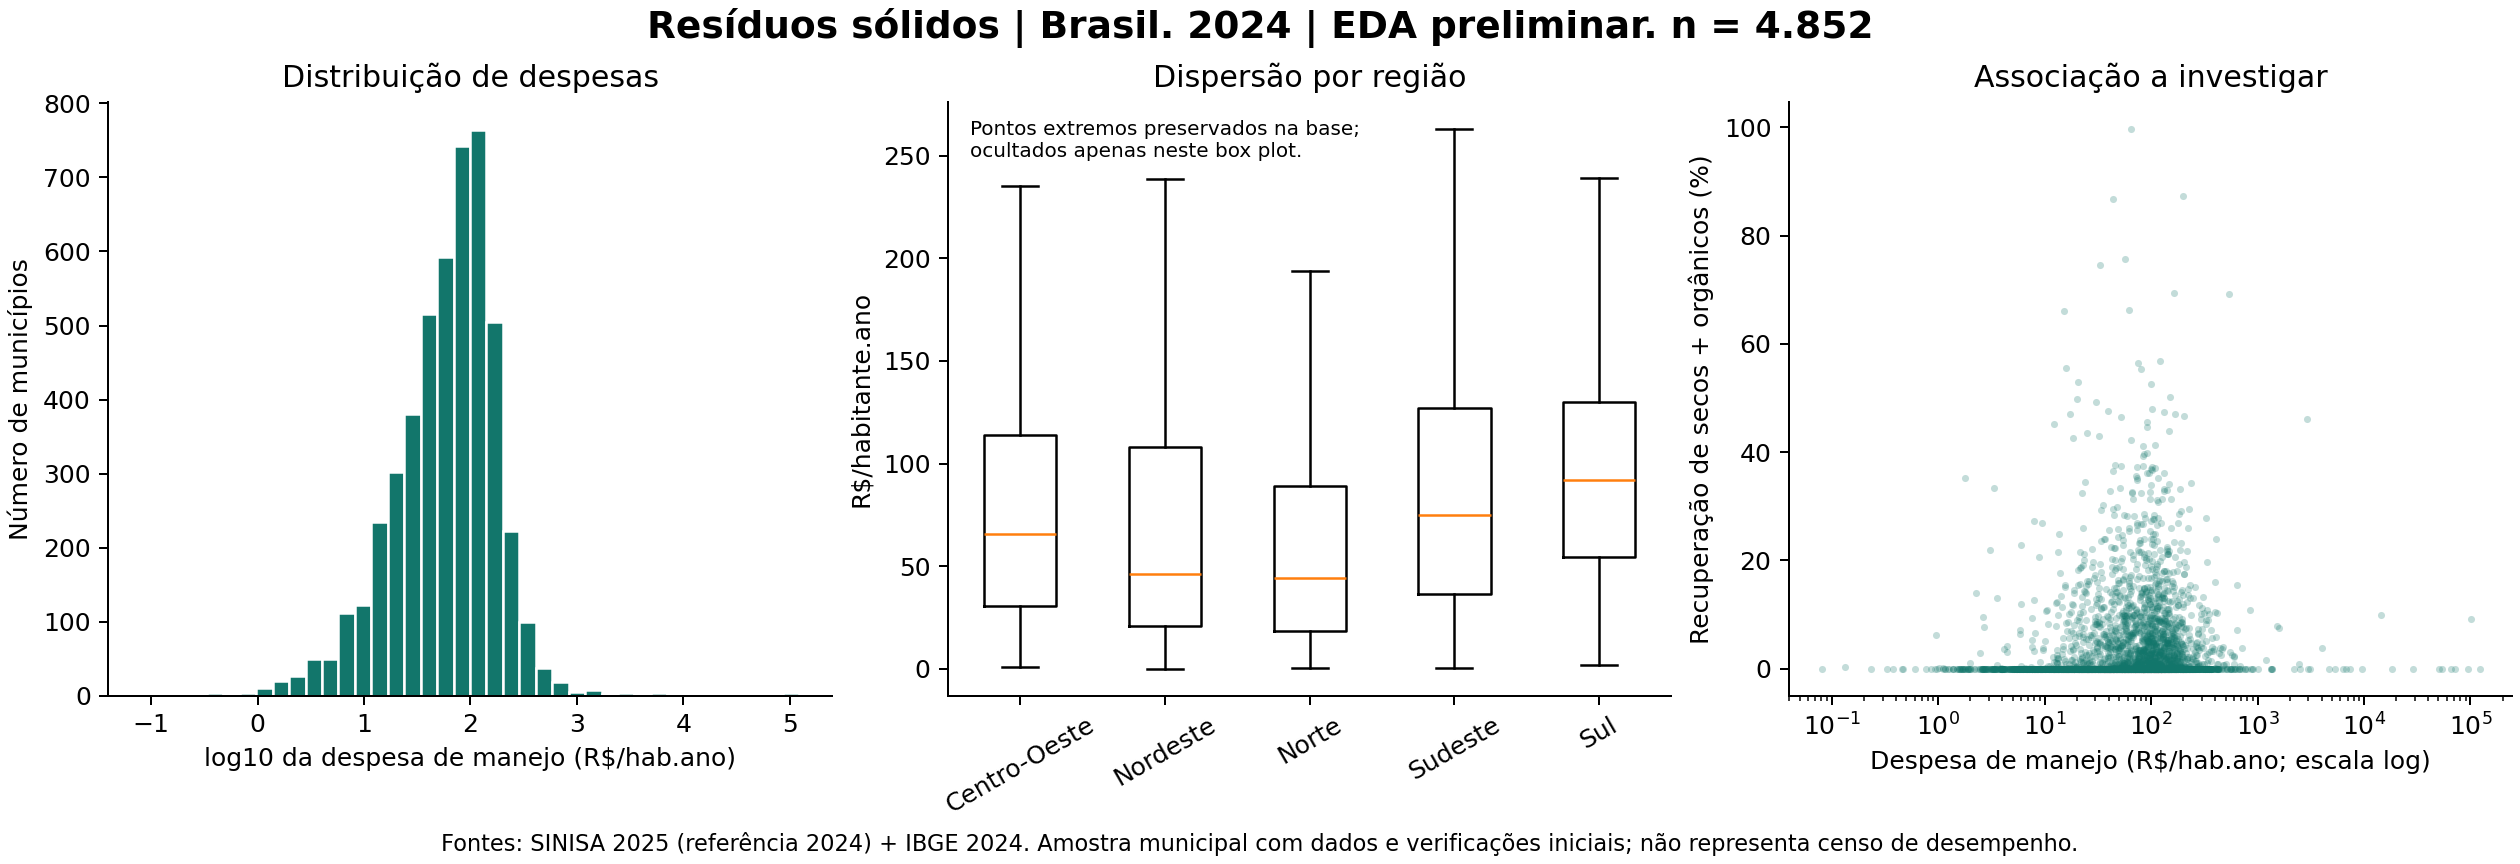 Resíduos sólidos | Brasil. 2024 | EDA preliminar. n = 4.852
Distribuição de despesas
Número de municípios
800
700
600
500
400
300
200
100
0
−1
0
1
2
3
4
5
log10 da despesa de manejo (R$/hab.ano)
Dispersão por região
Pontos extremos preservados na base;
ocultados apenas neste box plot.
R$/habitante.ano
250
200
150
100
50
0
Centro-Oeste
Nordeste
Norte
Sudeste
Sul
Associação a investigar
Recuperação de secos + orgânicos (%)
100
80
60
40
20
0
10⁻¹
10⁰
10¹
10²
10³
10⁴
10⁵
Despesa de manejo (R$/hab.ano; escala log)
Fontes: SINISA 2025 (referência 2024) + IBGE 2024. Amostra municipal com dados e verificações iniciais; não representa censo de desempenho.